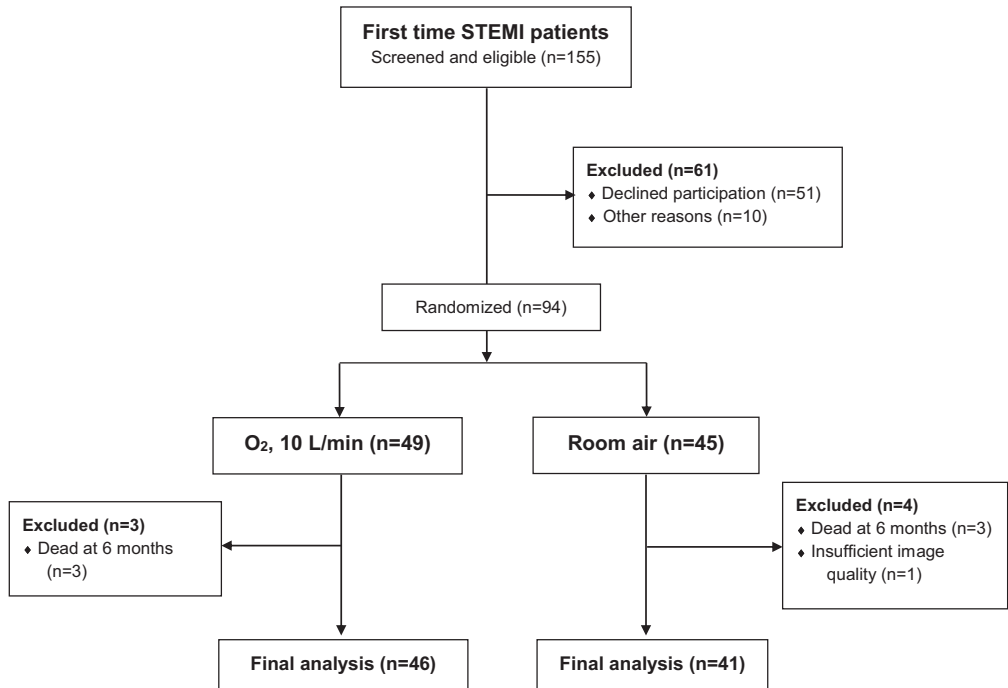 First time STEMI patients
Screened and eligible (n=155)
Excluded (n=61)
♦ Declined participation (n=51)
♦ Other reasons (n=10)
Randomized (n=94)
O₂, 10 L/min (n=49)
Room air (n=45)
Excluded (n=3)
♦ Dead at 6 months
(n=3)
Excluded (n=4)
♦ Dead at 6 months (n=3)
♦ Insufficient image
quality (n=1)
Final analysis (n=46)
Final analysis (n=41)